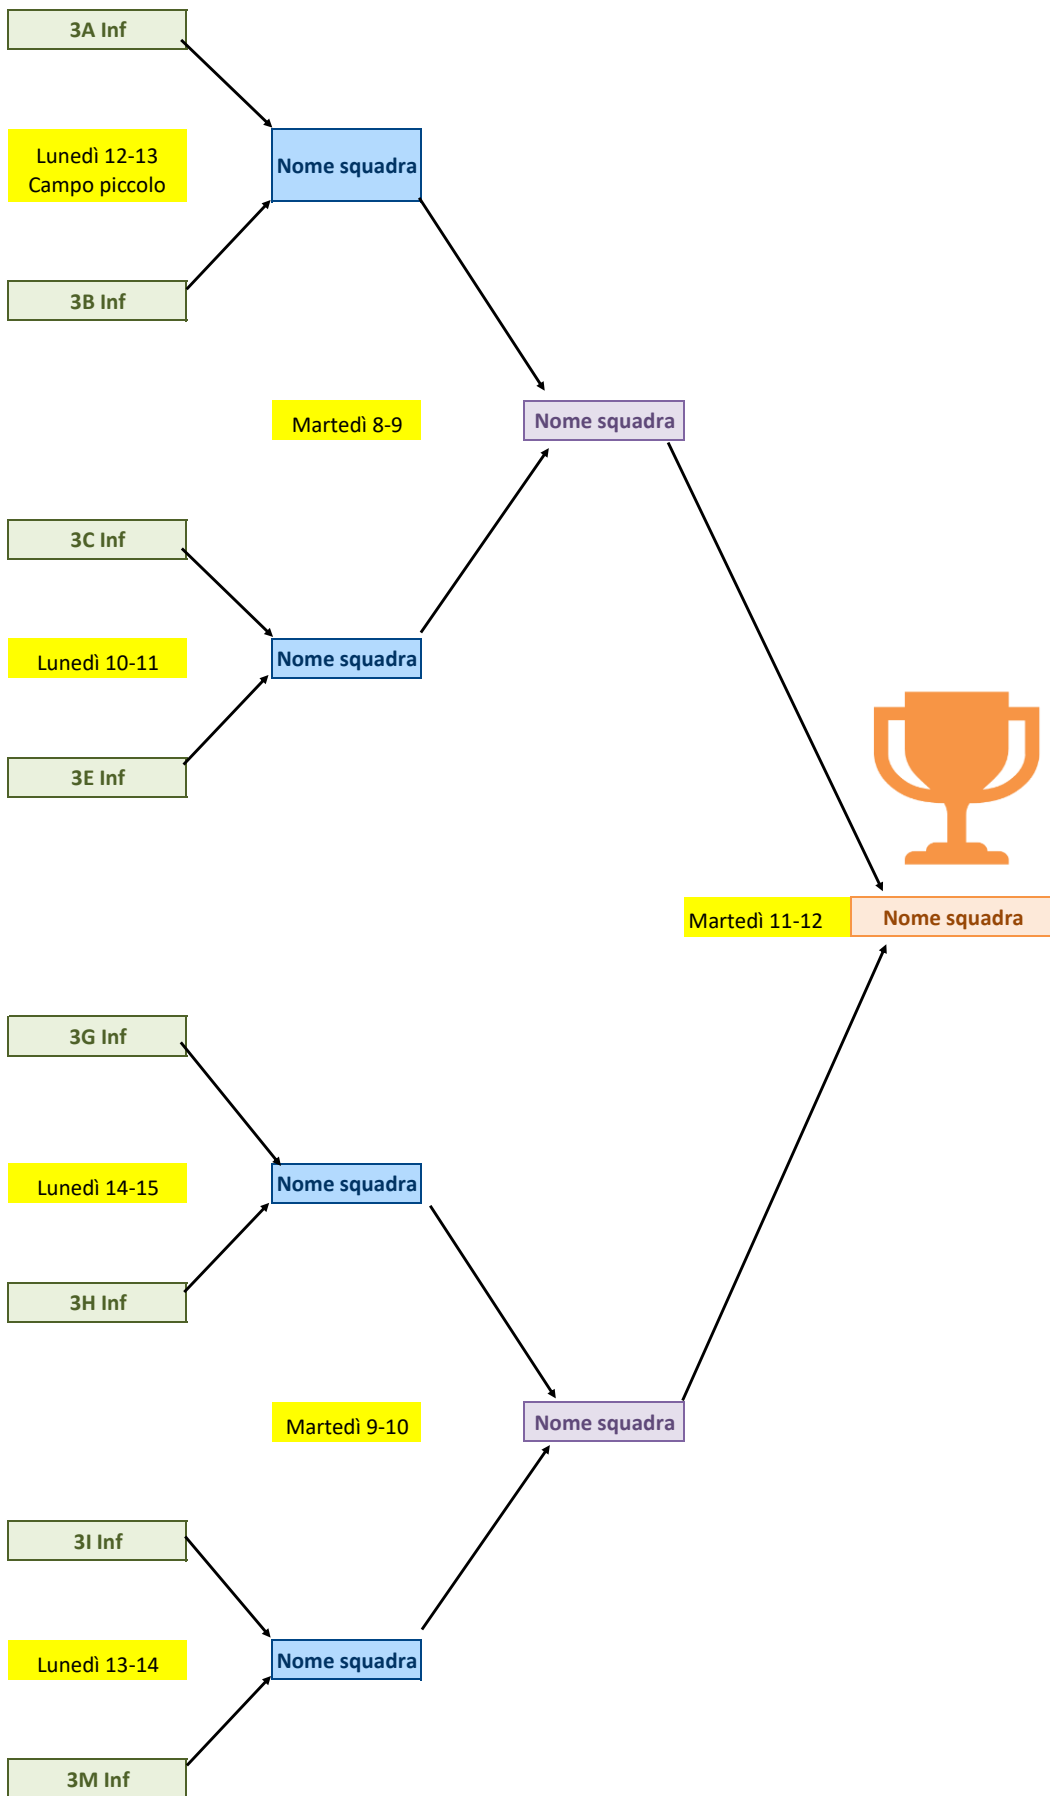 3A Inf
Lunedì 12-13
Campo piccolo
Nome squadra
3B Inf
Martedì 8-9
Nome squadra
3C Inf
Lunedì 10-11
Nome squadra
3E Inf
Martedì 11-12
Nome squadra
3G Inf
Lunedì 14-15
Nome squadra
3H Inf
Martedì 9-10
Nome squadra
3I Inf
Lunedì 13-14
Nome squadra
3M Inf